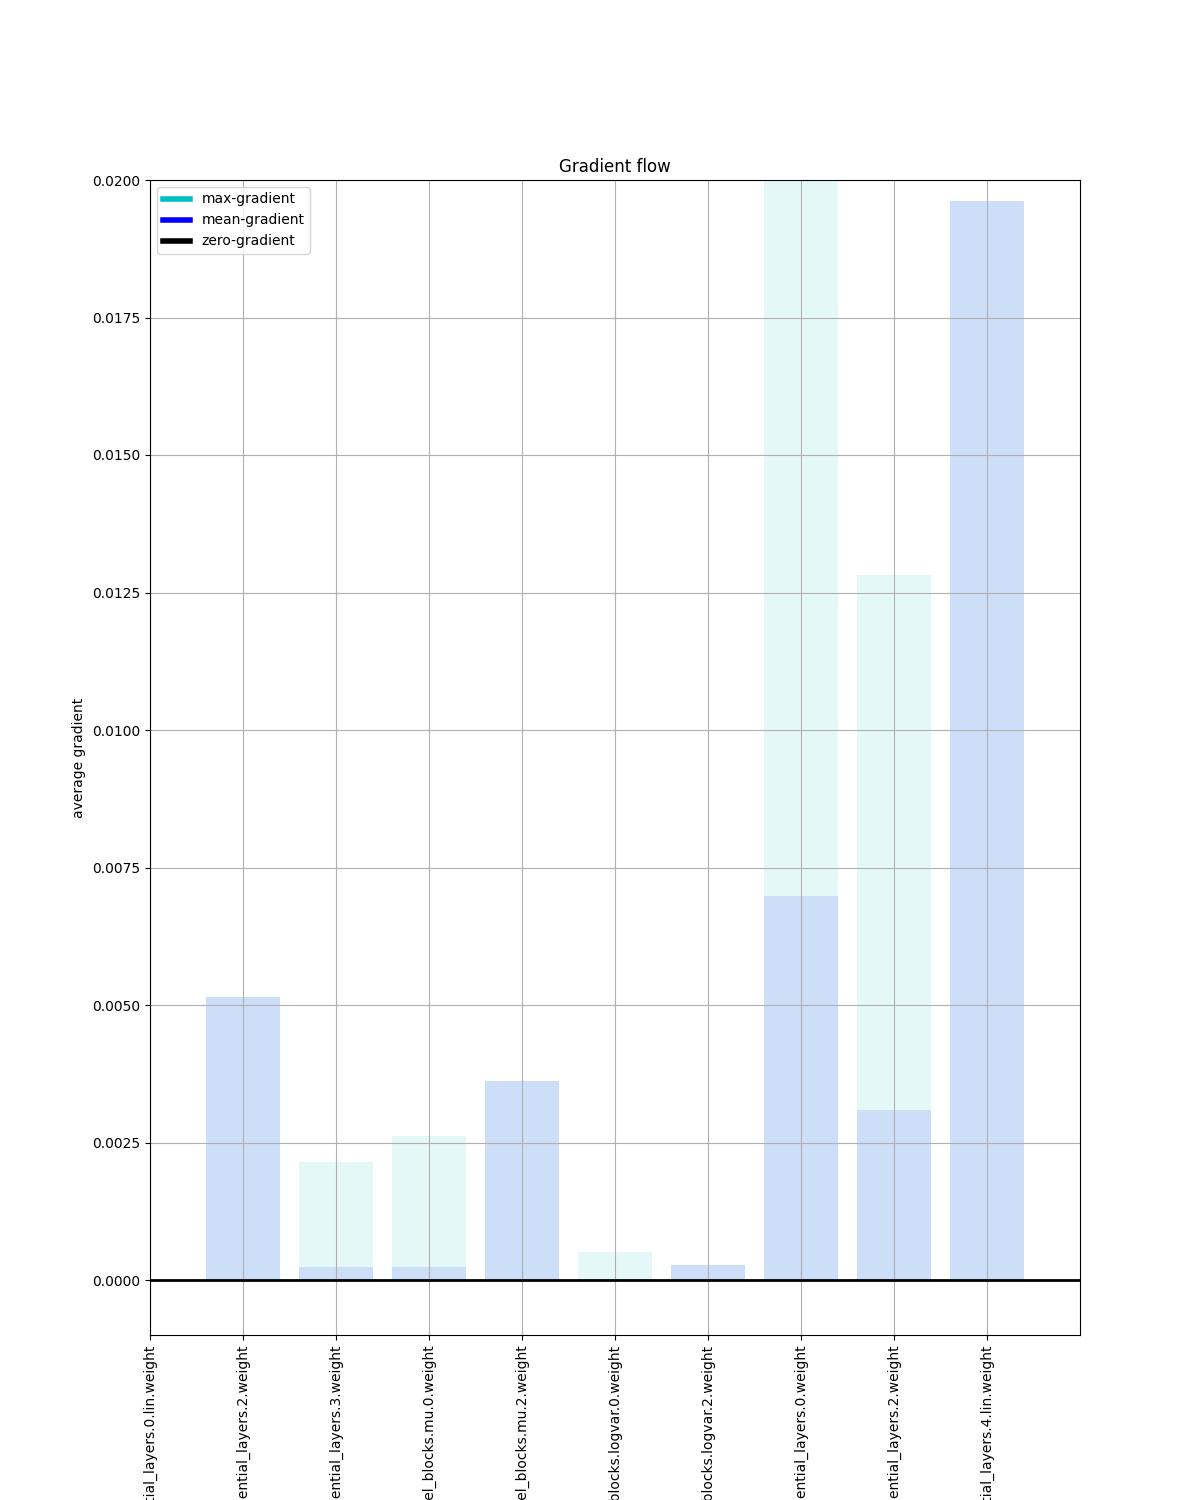 Gradient flow
max-gradient
mean-gradient
zero-gradient
0.0200
0.0175
0.0150
0.0125
0.0100
0.0075
0.0050
0.0025
0.0000
average gradient
tial_layers.0.lin.weight
ential_layers.2.weight
ential_layers.3.weight
el_blocks.mu.0.weight
el_blocks.mu.2.weight
blocks.logvar.0.weight
blocks.logvar.2.weight
ential_layers.0.weight
ential_layers.2.weight
tial_layers.4.lin.weight